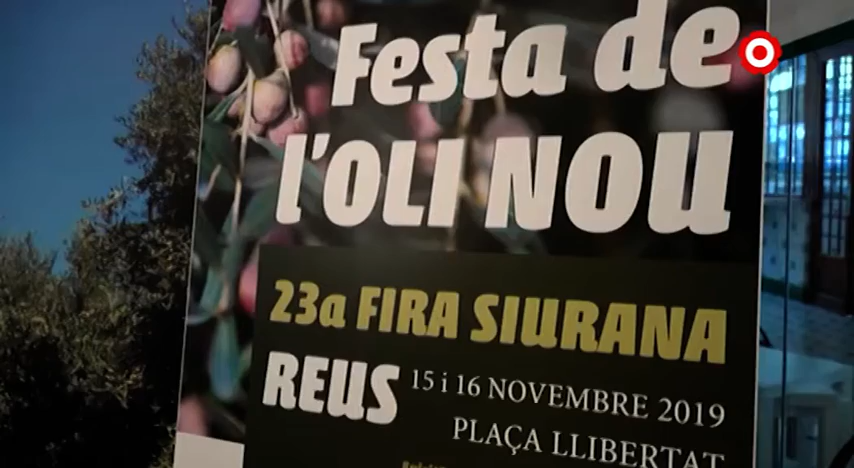 Festa de
l'OLI NOU
23a FIRA SIURANA
REUS
15 i 16 NOVEMBRE 2019
PLAÇA LLIBERTAT